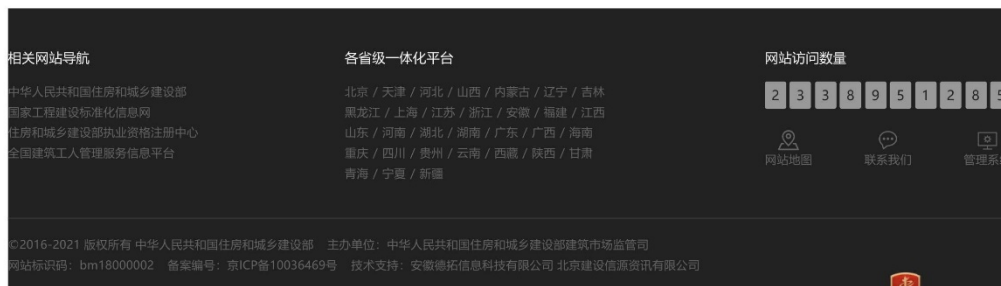 相关网站导航
中华人民共和国住房和城乡建设部
国家工程建设标准化信息网
住房和城乡建设部执业资格注册中心
全国建筑工人管理服务信息平台
各省级一体化平台
北京 / 天津 / 河北 / 山西 / 内蒙古 / 辽宁 / 吉林
黑龙江 / 上海 / 江苏 / 浙江 / 安徽 / 福建 / 江西
山东 / 河南 / 湖北 / 湖南 / 广东 / 广西 / 海南
重庆 / 四川 / 贵州 / 云南 / 西藏 / 陕西 / 甘肃
青海 / 宁夏 / 新疆
网站访问数量
2 3 3 8 9 5 1 2 8 5
网站地图
联系我们
管理系
©2016-2021 版权所有 中华人民共和国住房和城乡建设部 主办单位：中华人民共和国住房和城乡建设部建筑市场监管司
网站标识码：bm18000002 备案编号：京ICP备10036469号 技术支持：安徽德拓信息科技有限公司 北京建设信源资讯有限公司